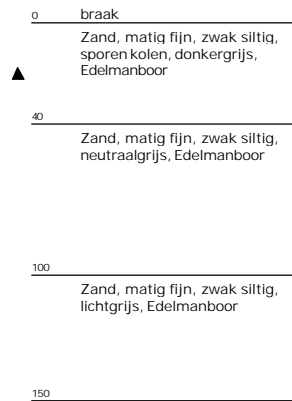 0 braak
Zand, matig fijn, zwak siltig,
sporen kolen, donkergrijs,
Edelmanboor
40
Zand, matig fijn, zwak siltig,
neutraalgrijs, Edelmanboor
100
Zand, matig fijn, zwak siltig,
lichtgrijs, Edelmanboor
150